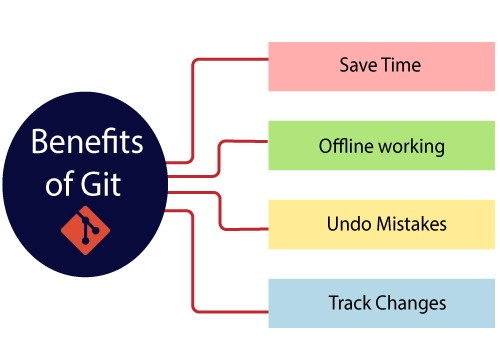 Benefits
of Git
Save Time
Offline working
Undo Mistakes
Track Changes